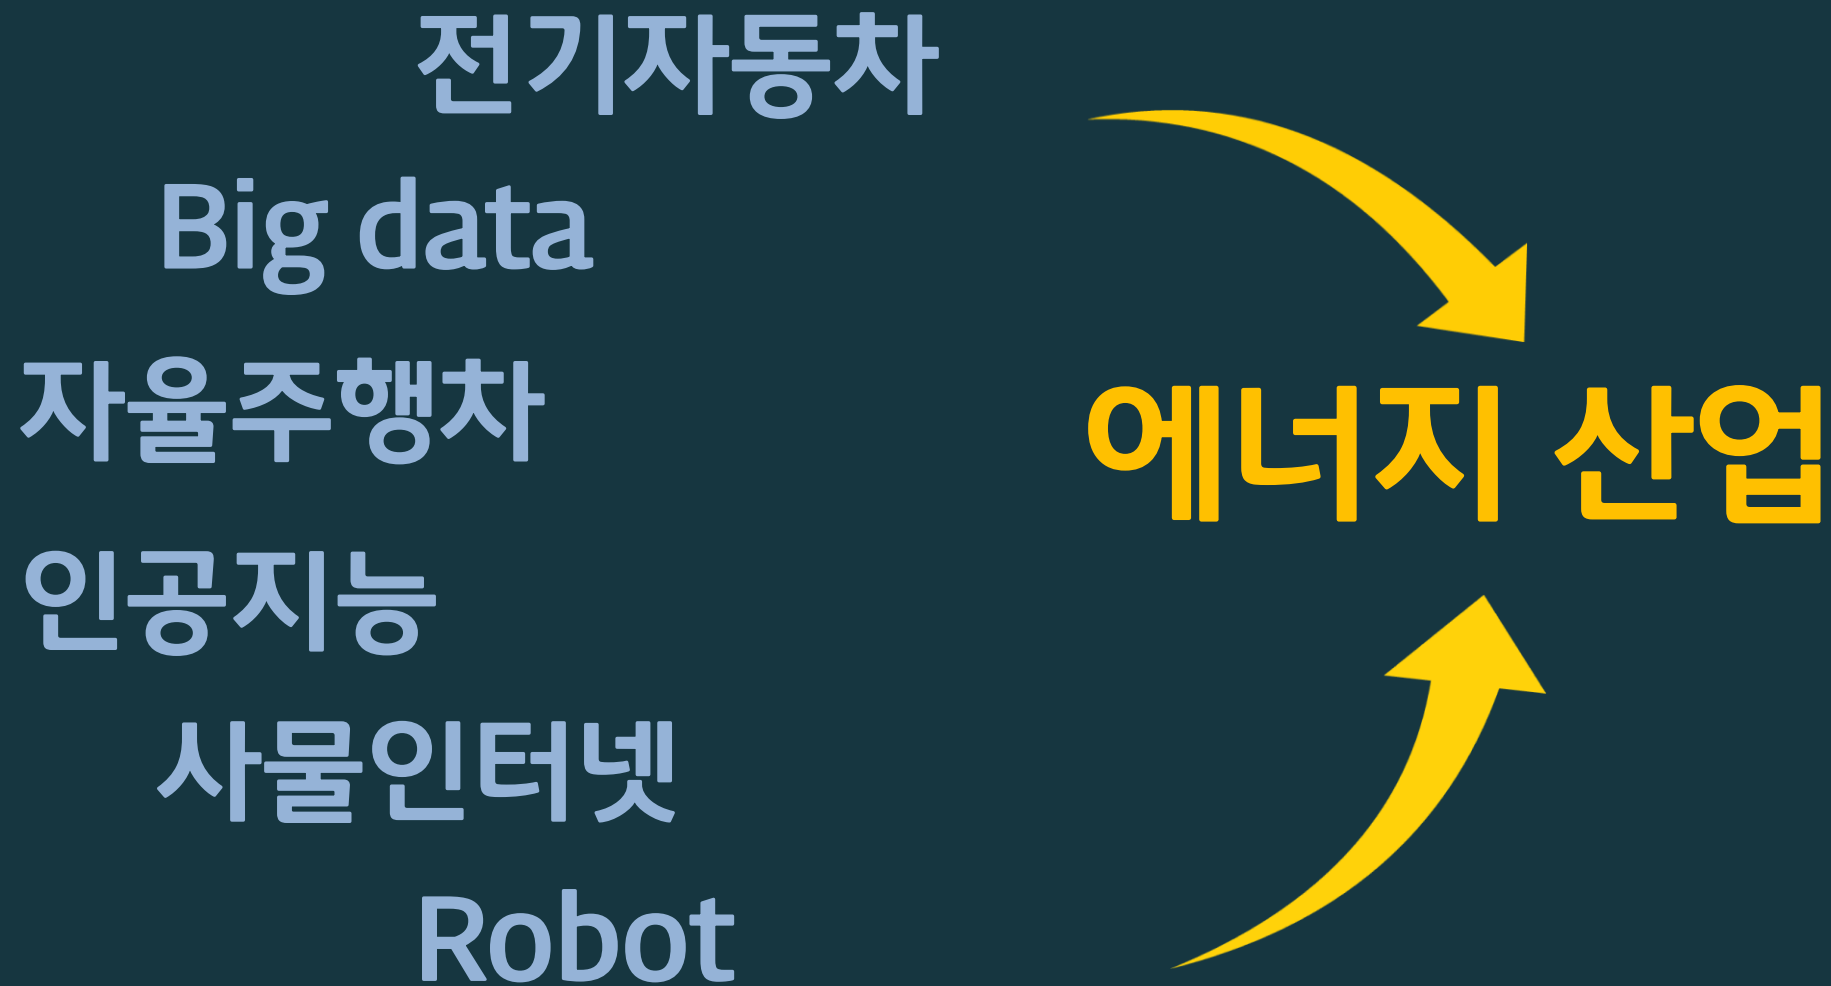 전기자동차
Big data
자율주행차
인공지능
사물인터넷
Robot
에너지 산업